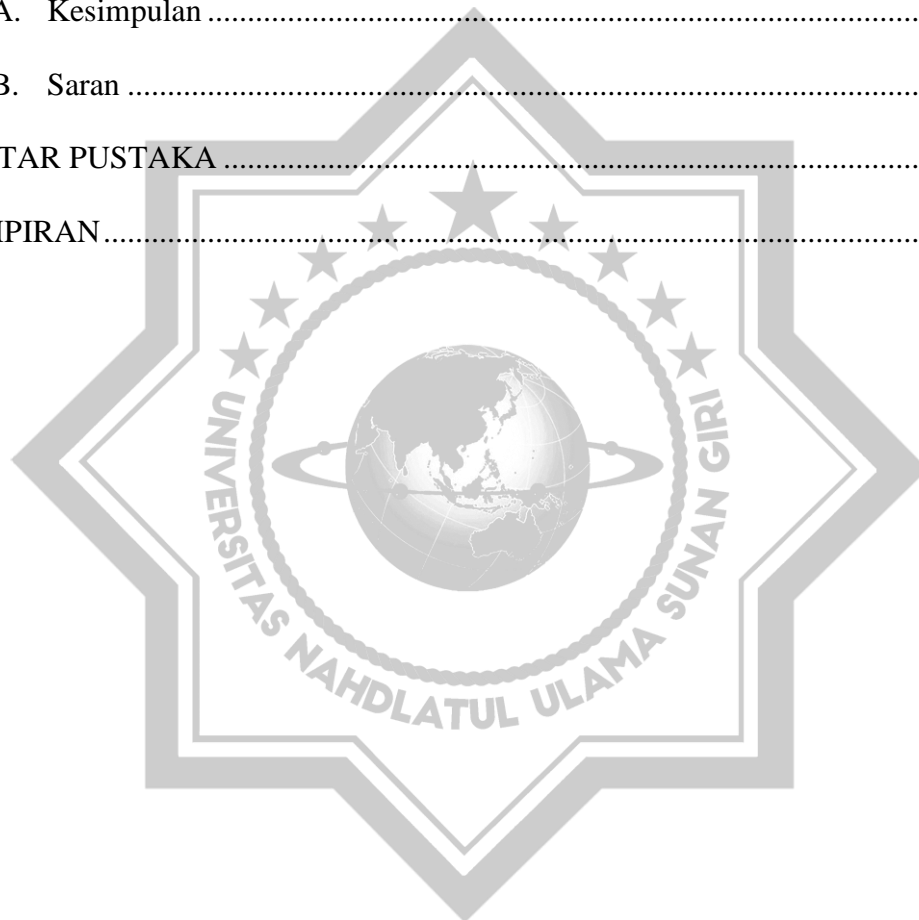 A. Kesimpulan ........................................................................................
B. Saran ..................................................................................................
TAR PUSTAKA ......................................................................................
IPIRAN ....................................................................................................
UNIVERSITAS NAHDLATUL ULAMA SUNAN GIRI